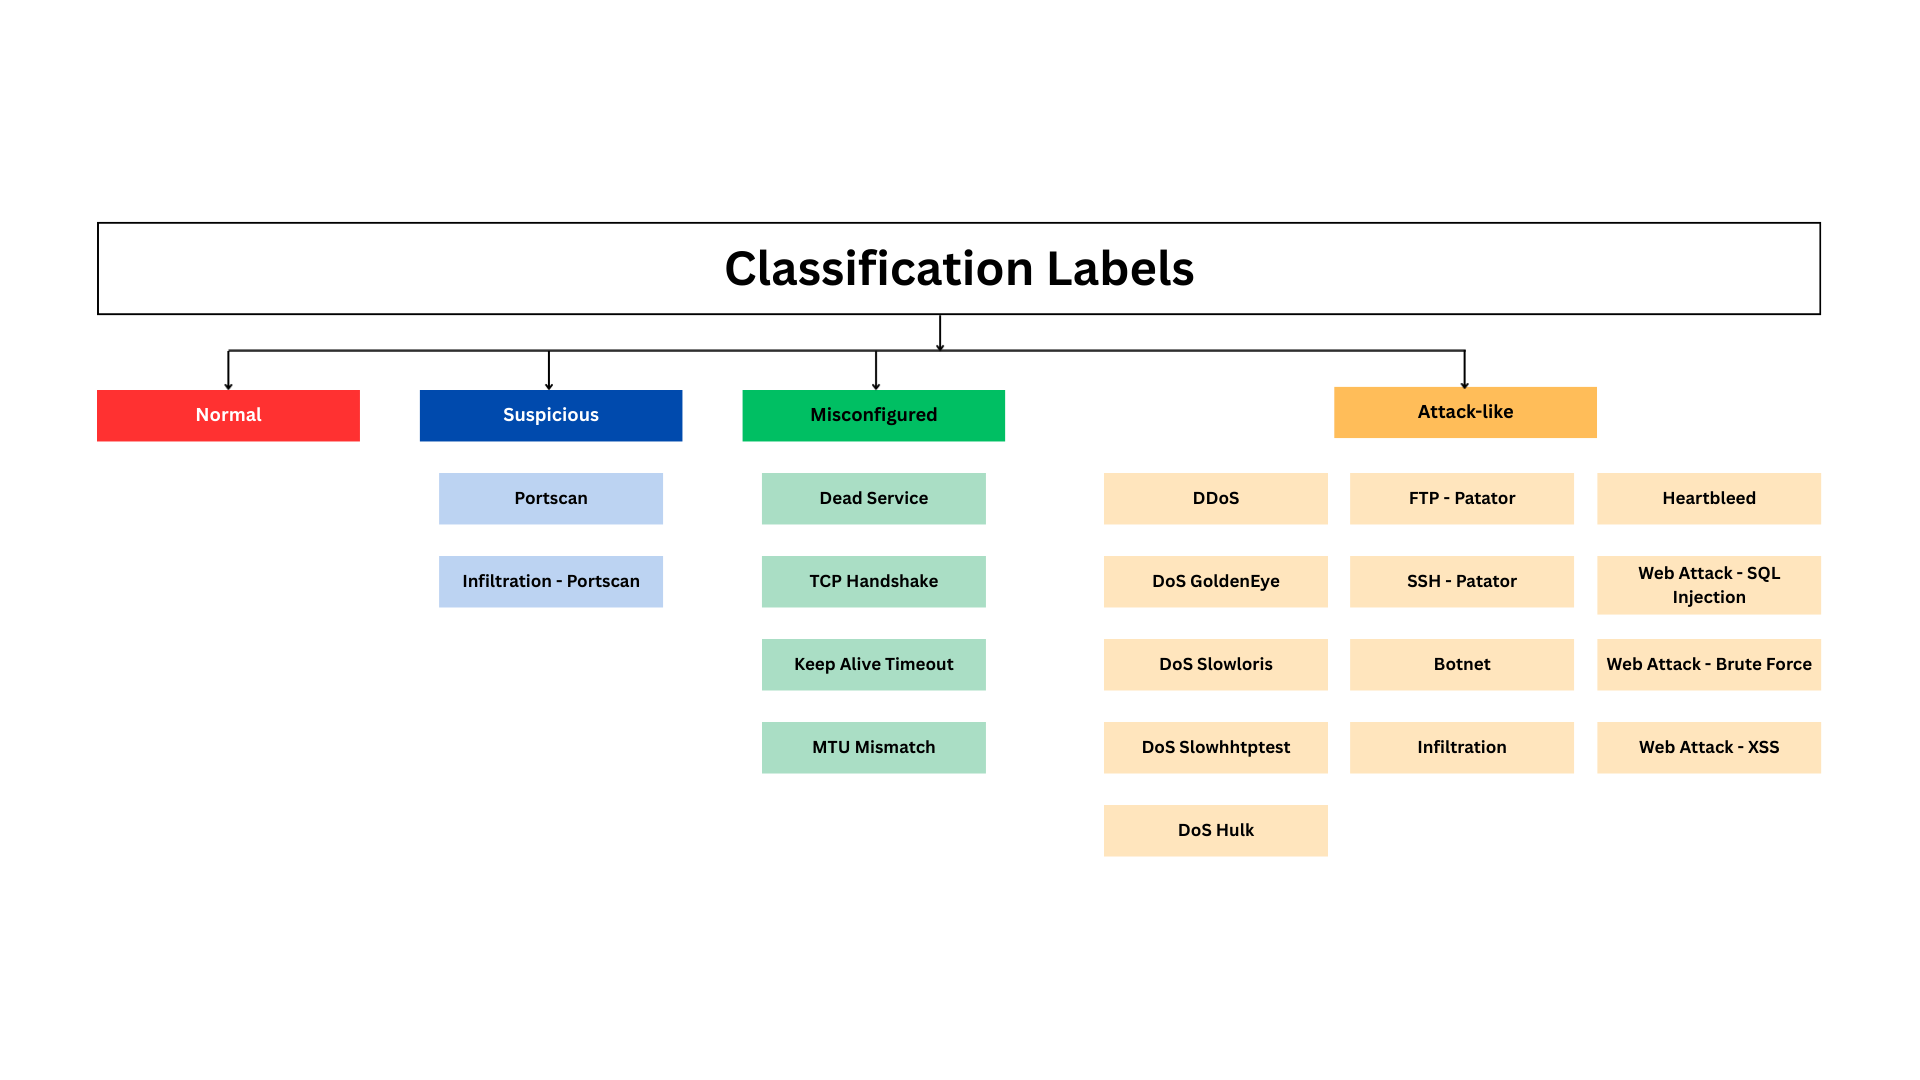 Classification Labels
Normal
Suspicious
Misconfigured
Attack-like
Portscan
Infiltration - Portscan
Dead Service
TCP Handshake
Keep Alive Timeout
MTU Mismatch
DDoS
DoS GoldenEye
DoS Slowloris
DoS Slowhhtptest
DoS Hulk
FTP - Patator
SSH - Patator
Botnet
Infiltration
Heartbleed
Web Attack - SQL
Injection
Web Attack - Brute Force
Web Attack - XSS